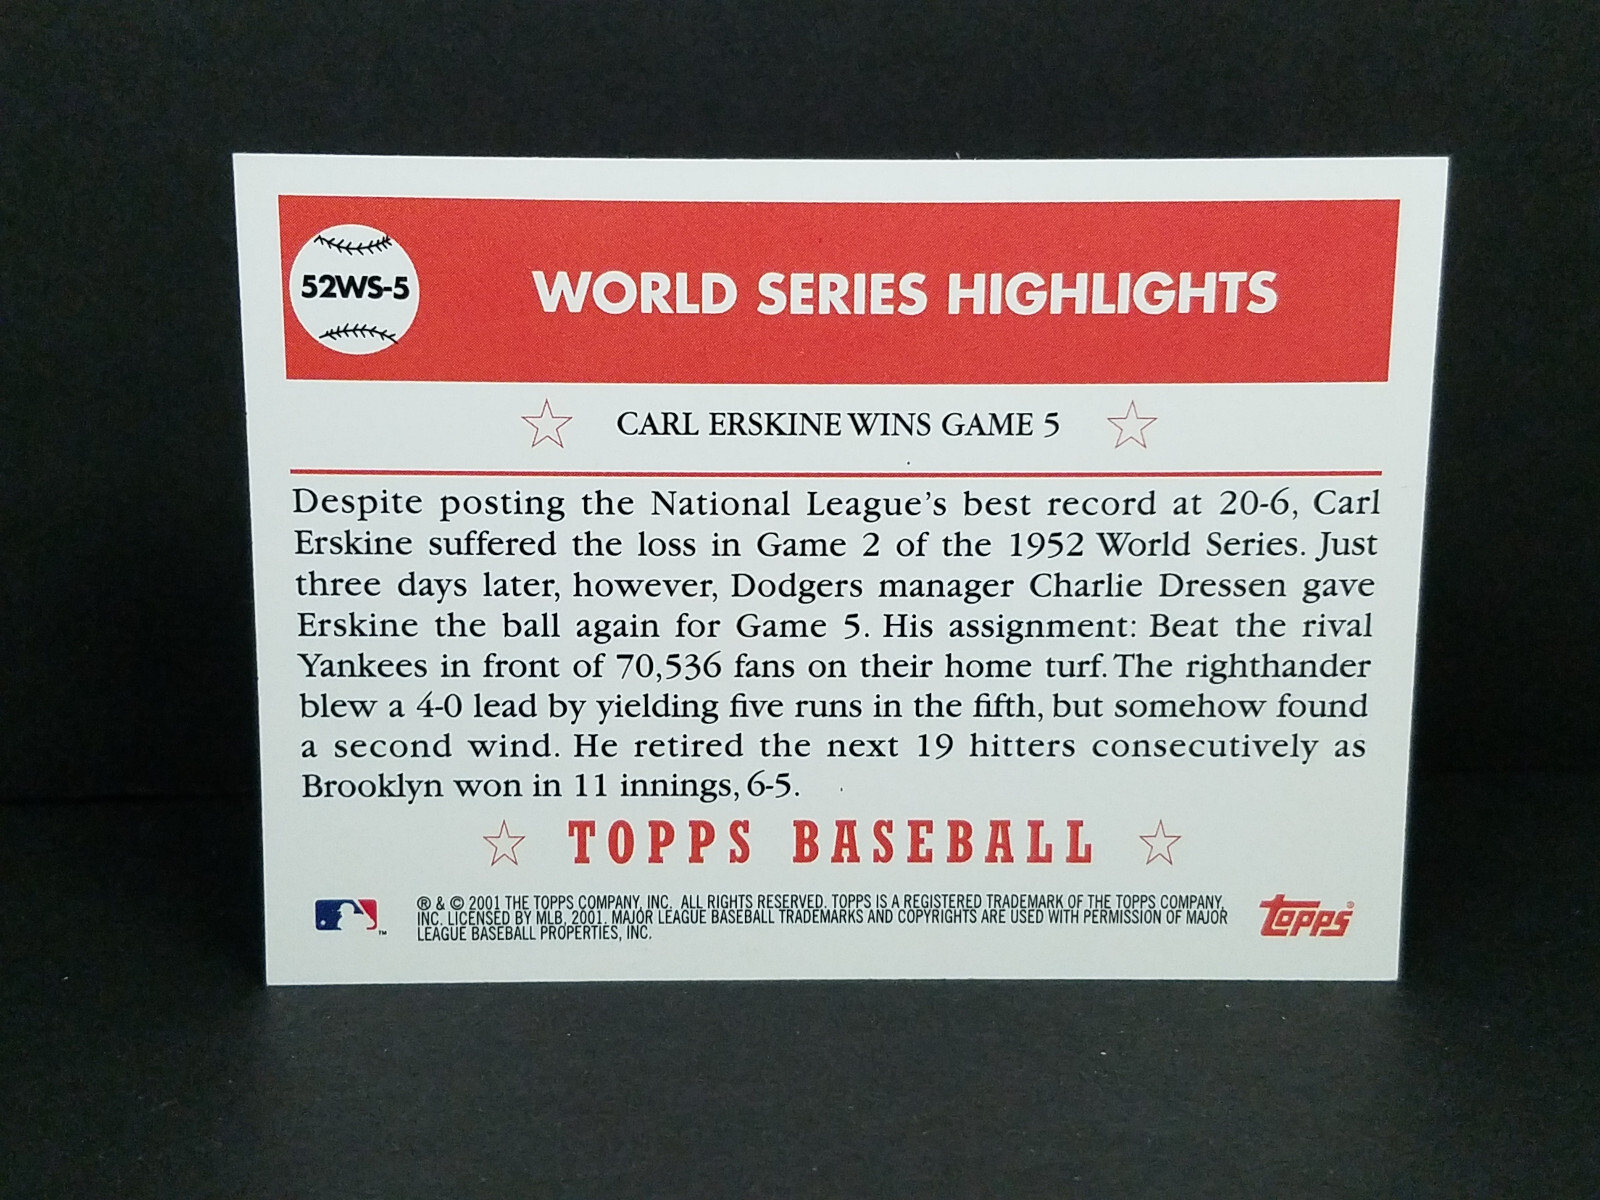 52WS-5
WORLD SERIES HIGHLIGHTS
CARL ERSKINE WINS GAME 5
Despite posting the National League's best record at 20-6, Carl
Erskine suffered the loss in Game 2 of the 1952 World Series. Just
three days later, however, Dodgers manager Charlie Dressen gave
Erskine the ball again for Game 5. His assignment: Beat the rival
Yankees in front of 70,536 fans on their home turf. The righthander
blew a 4-0 lead by yielding five runs in the fifth, but somehow found
a second wind. He retired the next 19 hitters consecutively as
Brooklyn won in 11 innings, 6-5.
TOPPS BASEBALL
® & © 2001 THE TOPPS COMPANY, INC. ALL RIGHTS RESERVED. TOPPS IS A REGISTERED TRADEMARK OF THE TOPPS COMPANY,
INC. LICENSED BY MLB, 2001. MAJOR LEAGUE BASEBALL TRADEMARKS AND COPYRIGHTS ARE USED WITH PERMISSION OF MAJOR
LEAGUE BASEBALL PROPERTIES, INC.
™
topps®